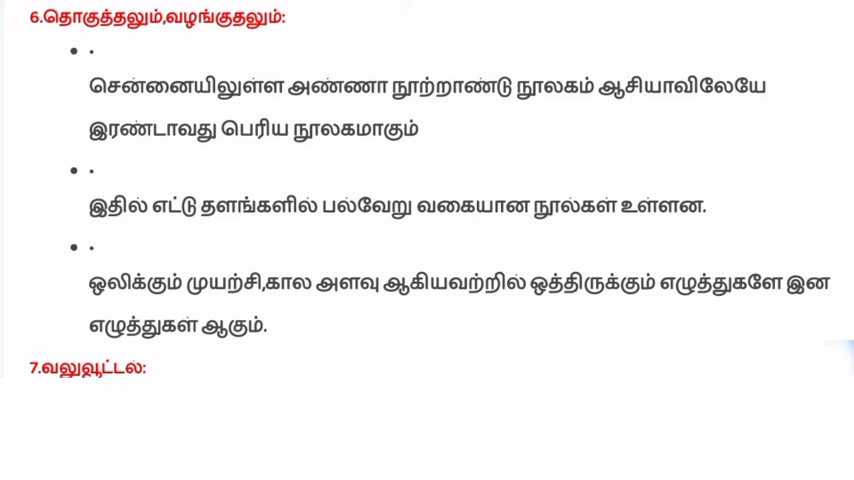 6.தொகுத்தலும்,வழங்குதலும்:
• •
சென்னையிலுள்ள அண்ணா நூற்றாண்டு நூலகம் ஆசியாவிலேயே
இரண்டாவது பெரிய நூலகமாகும்
• •
இதில் எட்டு தளங்களில் பல்வேறு வகையான நூல்கள் உள்ளன.
• •
ஒலிக்கும் முயற்சி,கால அளவு ஆகியவற்றில் ஒத்திருக்கும் எழுத்துகளே இன
எழுத்துகள் ஆகும்.
7.வலுவூட்டல்: